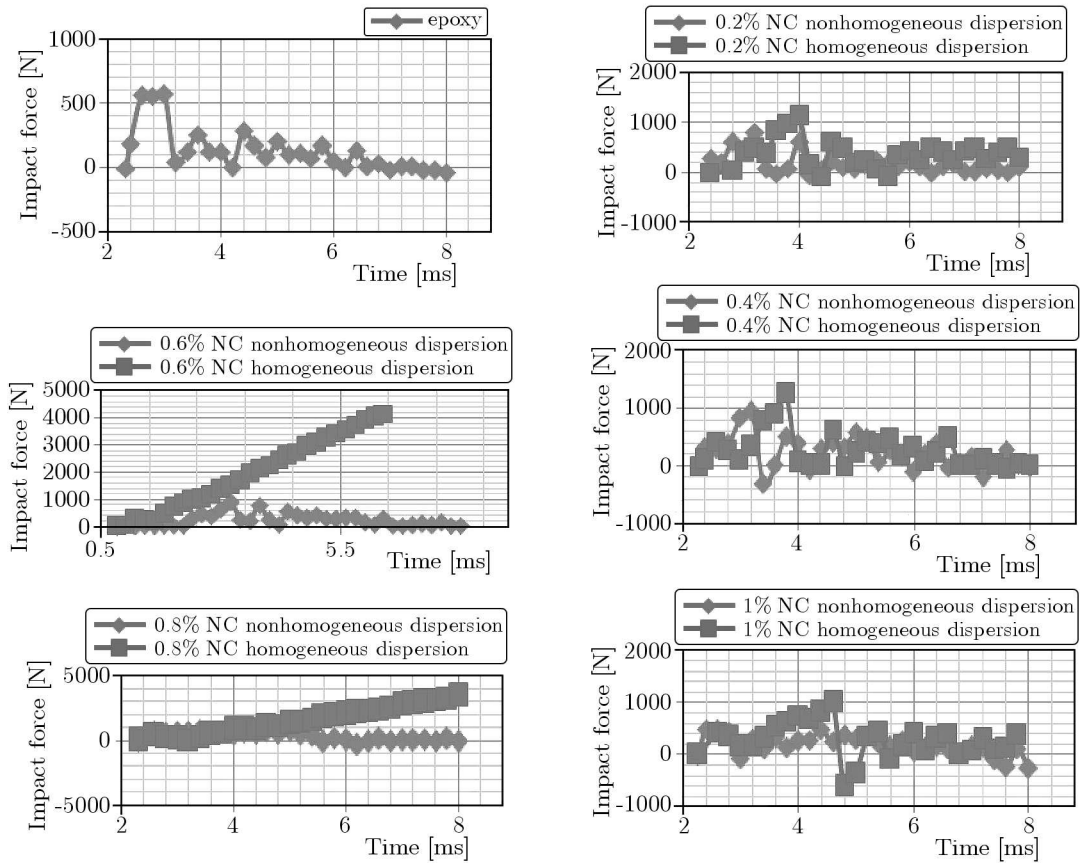 epoxy
Impact force [N]
1000
500
0
-500
2
4
6
8
Time [ms]
0.2% NC nonhomogeneous dispersion
0.2% NC homogeneous dispersion
Impact force [N]
2000
1000
0
-1000
2
4
6
8
Time [ms]
0.6% NC nonhomogeneous dispersion
0.6% NC homogeneous dispersion
Impact force [N]
5000
4000
3000
2000
1000
0
0.5
5.5
Time [ms]
0.4% NC nonhomogeneous dispersion
0.4% NC homogeneous dispersion
Impact force [N]
2000
1000
0
-1000
2
4
6
8
Time [ms]
0.8% NC nonhomogeneous dispersion
0.8% NC homogeneous dispersion
Impact force [N]
5000
0
-5000
2
4
6
8
Time [ms]
1% NC nonhomogeneous dispersion
1% NC homogeneous dispersion
Impact force [N]
2000
1000
0
-1000
2
4
6
8
Time [ms]